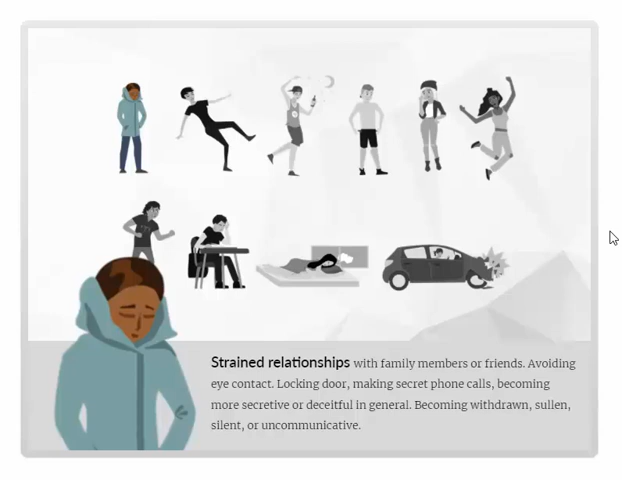 Strained relationships with family members or friends. Avoiding
eye contact. Locking door, making secret phone calls, becoming
more secretive or deceitful in general. Becoming withdrawn, sullen,
silent, or uncommunicative.